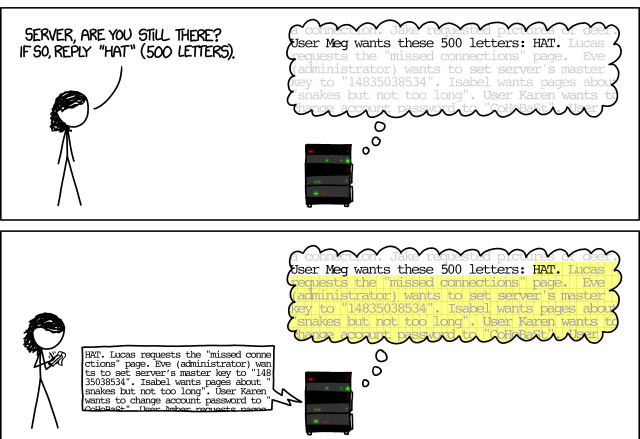 SERVER, ARE YOU STILL THERE?
IF SO, REPLY "HAT" (500 LETTERS).
a connection. Jake requested pictures of deer.
User Meg wants these 500 letters: HAT. Lucas
requests the "missed connections" page. Eve
(administrator) wants to set server's master
key to "14835038534". Isabel wants pages about
"snakes but not too long". User Karen wants to
change account password to "CoHoBaSt". User
a connection. Jake requested pictures of deer.
User Meg wants these 500 letters: HAT. Lucas
requests the "missed connections" page. Eve
(administrator) wants to set server's master
key to "14835038534". Isabel wants pages about
"snakes but not too long". User Karen wants to
change account password to "CoHoBaSt". User
HAT. Lucas requests the "missed conne
ctions" page. Eve (administrator) wan
ts to set server's master key to "148
35038534". Isabel wants pages about "
snakes but not too long". User Karen
wants to change account password to "
CoHoBaSt". User Amber requests pages